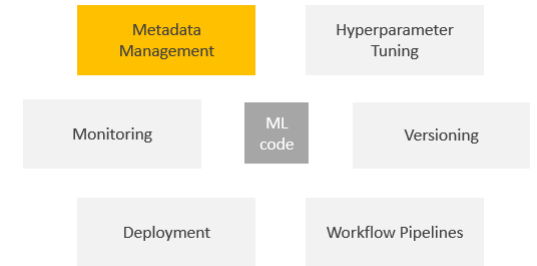 Metadata
Management
Hyperparameter
Tuning
Monitoring
ML
code
Versioning
Deployment
Workflow Pipelines